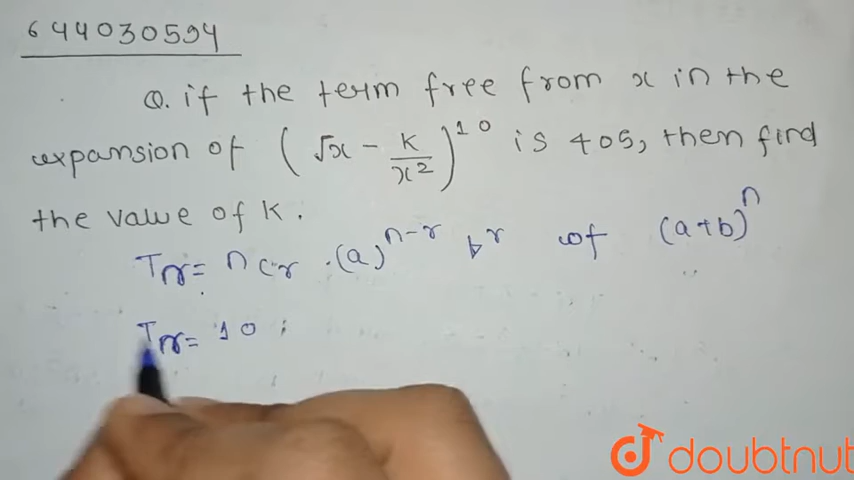 644030594
Q. if the term free from x in the
expansion of (√x - K/x²)^10 is 405, then find
the value of K.
Tr = nCr .(a)^n-r b^r of (a+b)^n
Tr = 10
doubtnut